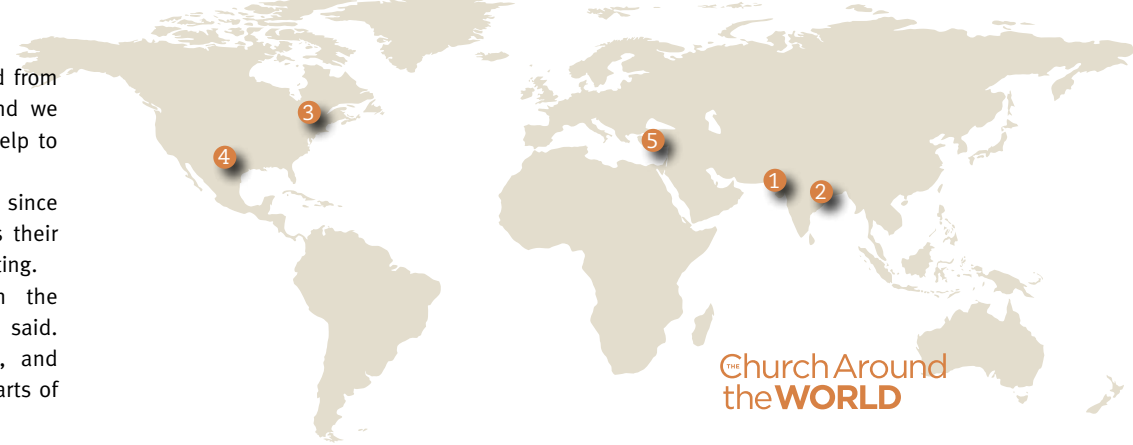 from
nd we
elp to
since
their
ting.
the
said.
and
arts of
3
4
5
1
2
THE Church Around
the WORLD